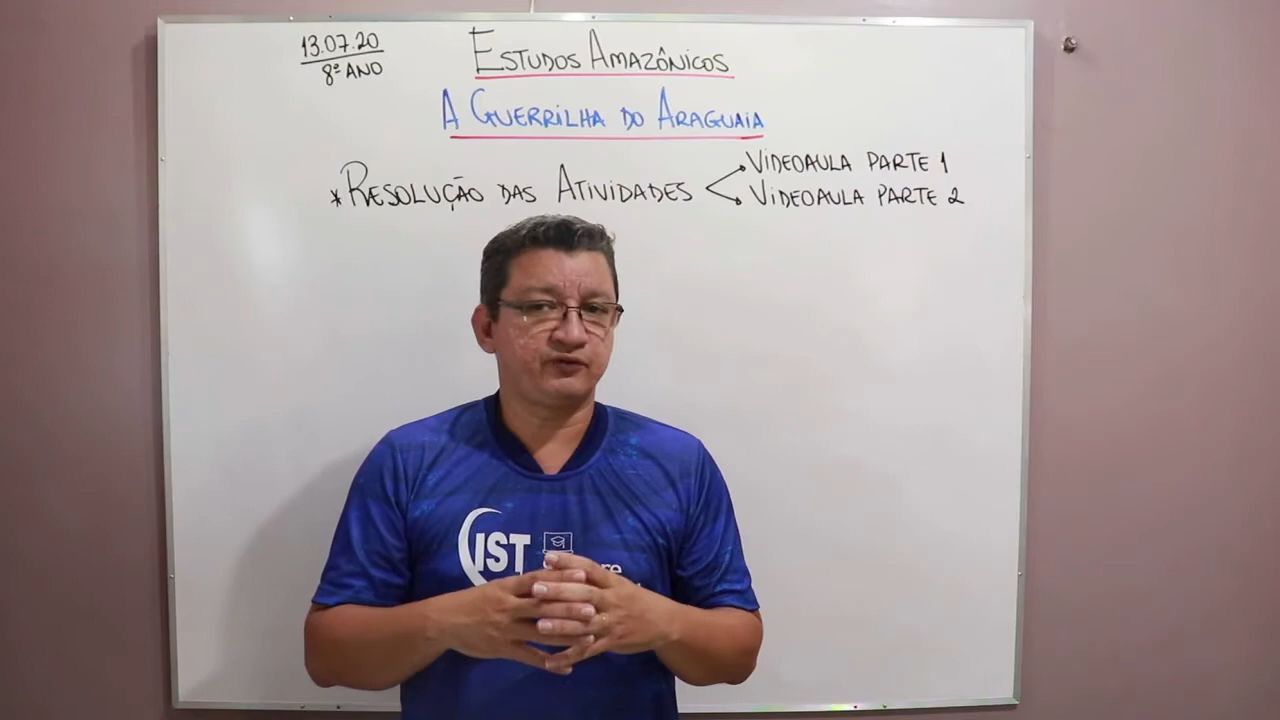 13.07.20
8º ANO
ESTUDOS AMAZÔNICOS
A GUERRILHA DO ARAGUAIA
* RESOLUÇÃO DAS ATIVIDADES
VIDEOAULA PARTE 1
VIDEOAULA PARTE 2
IST